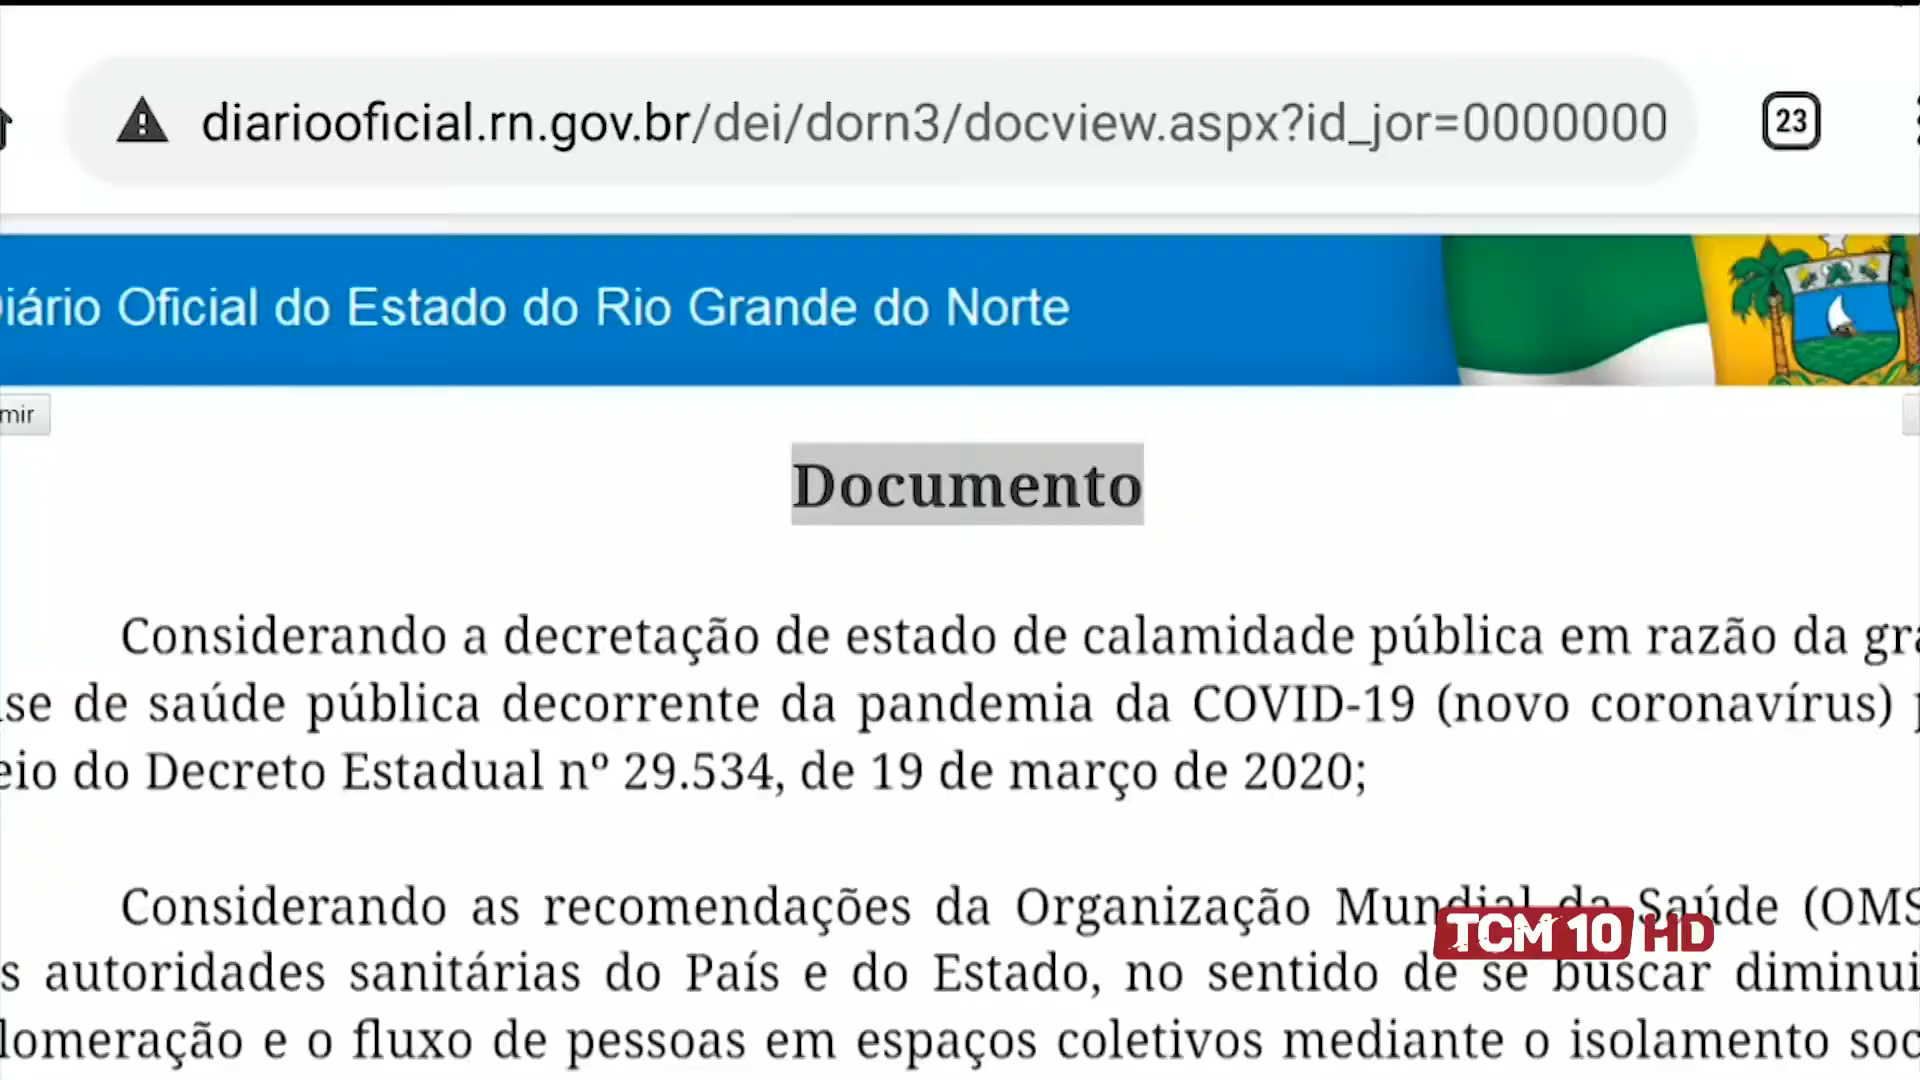 diariooficial.rn.gov.br/dei/dorn3/docview.aspx?id_jor=0000000
23
iário Oficial do Estado do Rio Grande do Norte
mir
Documento
Considerando a decretação de estado de calamidade pública em razão da gra
se de saúde pública decorrente da pandemia da COVID-19 (novo coronavírus) p
eio do Decreto Estadual nº 29.534, de 19 de março de 2020;
Considerando as recomendações da Organização Mundial da Saúde (OMS
s autoridades sanitárias do País e do Estado, no sentido de se buscar diminui
lomeração e o fluxo de pessoas em espaços coletivos mediante o isolamento soc
TCM 10 HD